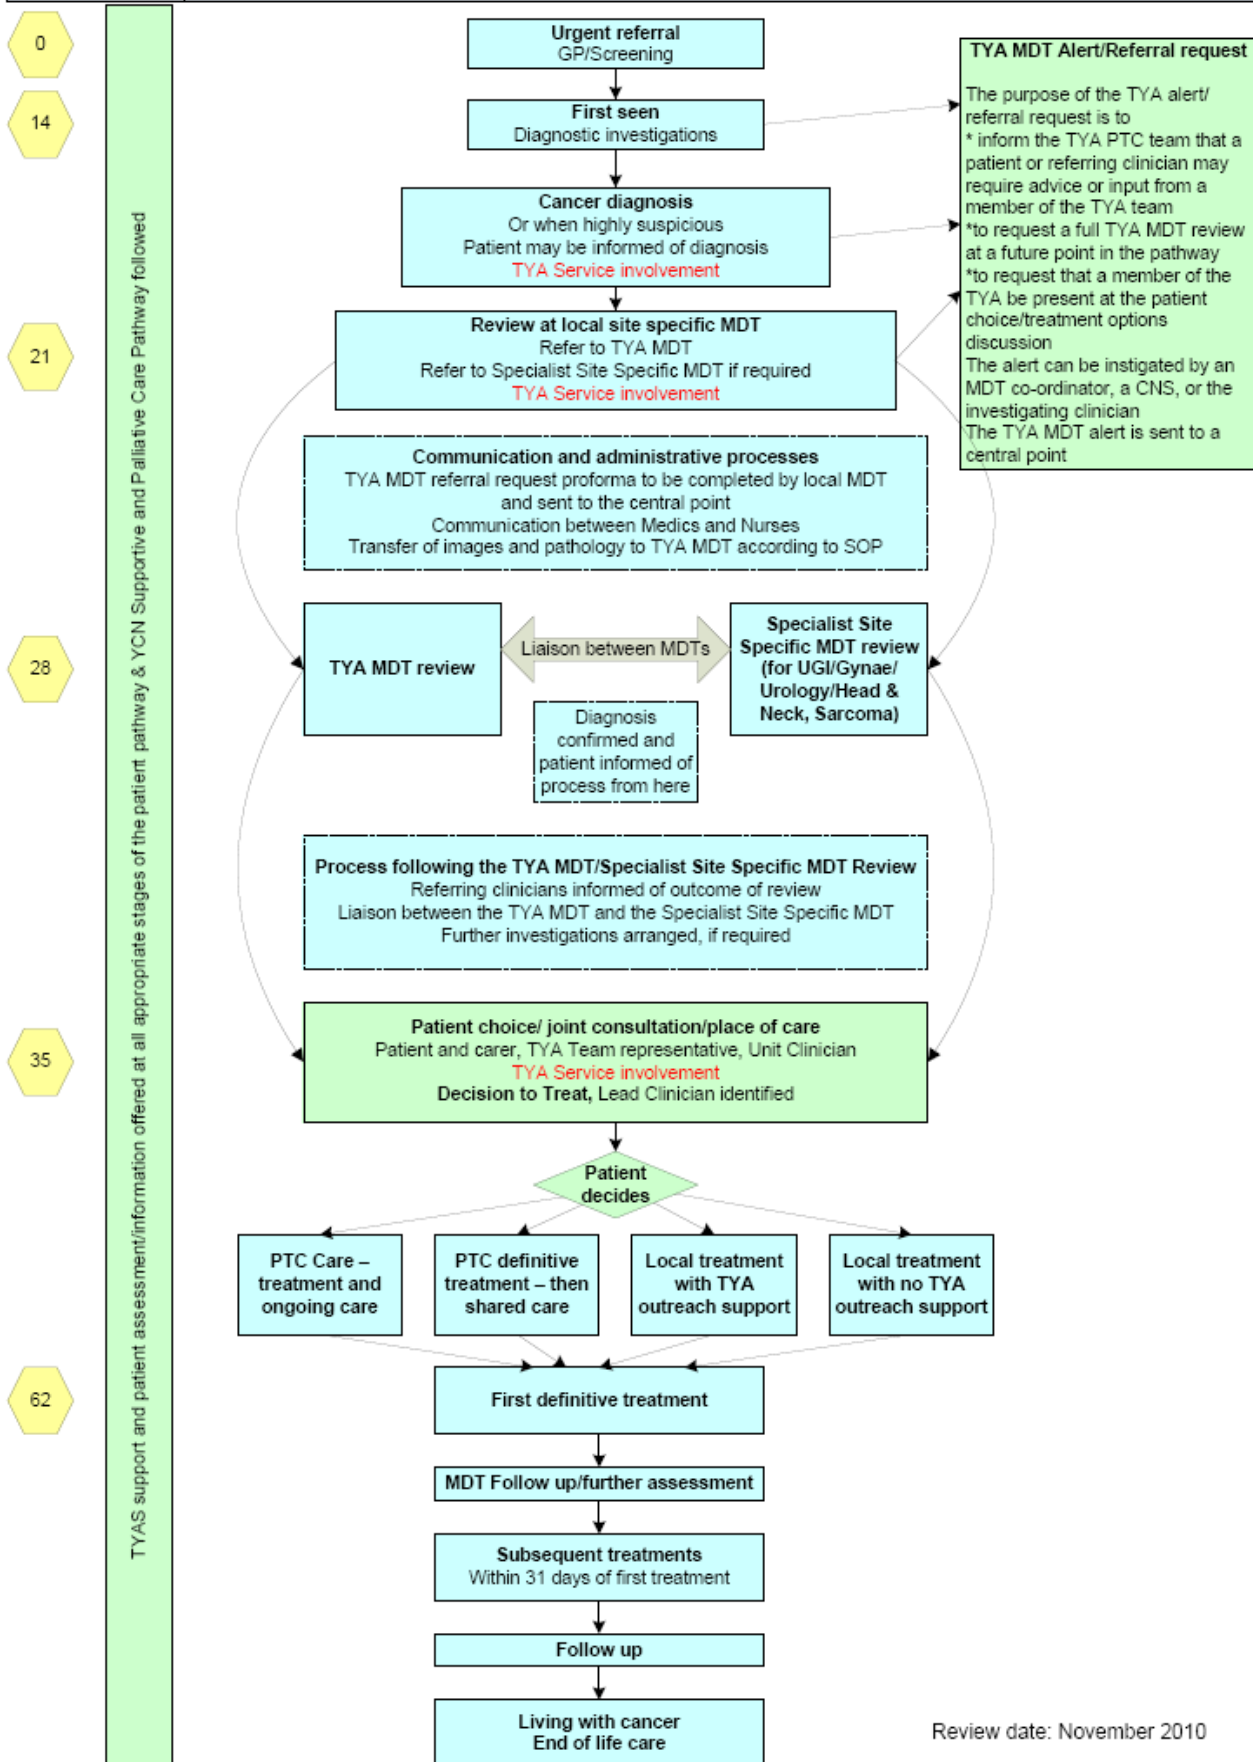 0
Urgent referral
GP/Screening
14
First seen
Diagnostic investigations
TYA MDT Alert/Referral request
The purpose of the TYA alert/
referral request is to
* inform the TYA PTC team that a
patient or referring clinician may
require advice or input from a
member of the TYA team
*to request a full TYA MDT review
at a future point in the pathway
*to request that a member of the
TYA be present at the patient
choice/treatment options
discussion
The alert can be instigated by an
MDT co-ordinator, a CNS, or the
investigating clinician
The TYA MDT alert is sent to a
central point
Cancer diagnosis
Or when highly suspicious
Patient may be informed of diagnosis
TYA Service involvement
21
Review at local site specific MDT
Refer to TYA MDT
Refer to Specialist Site Specific MDT if required
TYA Service involvement
Communication and administrative processes
TYA MDT referral request proforma to be completed by local MDT
and sent to the central point
Communication between Medics and Nurses
Transfer of images and pathology to TYA MDT according to SOP
28
TYA MDT review
Liaison between MDTs
Specialist Site
Specific MDT review
(for UGI/Gynae/
Urology/Head &
Neck, Sarcoma)
Diagnosis
confirmed and
patient informed of
process from here
Process following the TYA MDT/Specialist Site Specific MDT Review
Referring clinicians informed of outcome of review
Liaison between the TYA MDT and the Specialist Site Specific MDT
Further investigations arranged, if required
35
Patient choice/ joint consultation/place of care
Patient and carer, TYA Team representative, Unit Clinician
TYA Service involvement
Decision to Treat, Lead Clinician identified
Patient
decides
PTC Care –
treatment and
ongoing care
PTC definitive
treatment – then
shared care
Local treatment
with TYA
outreach support
Local treatment
with no TYA
outreach support
62
First definitive treatment
MDT Follow up/further assessment
Subsequent treatments
Within 31 days of first treatment
Follow up
Living with cancer
End of life care
TYAS support and patient assessment/information offered at all appropriate stages of the patient pathway & YCN Supportive and Palliative Care Pathway followed
Review date: November 2010